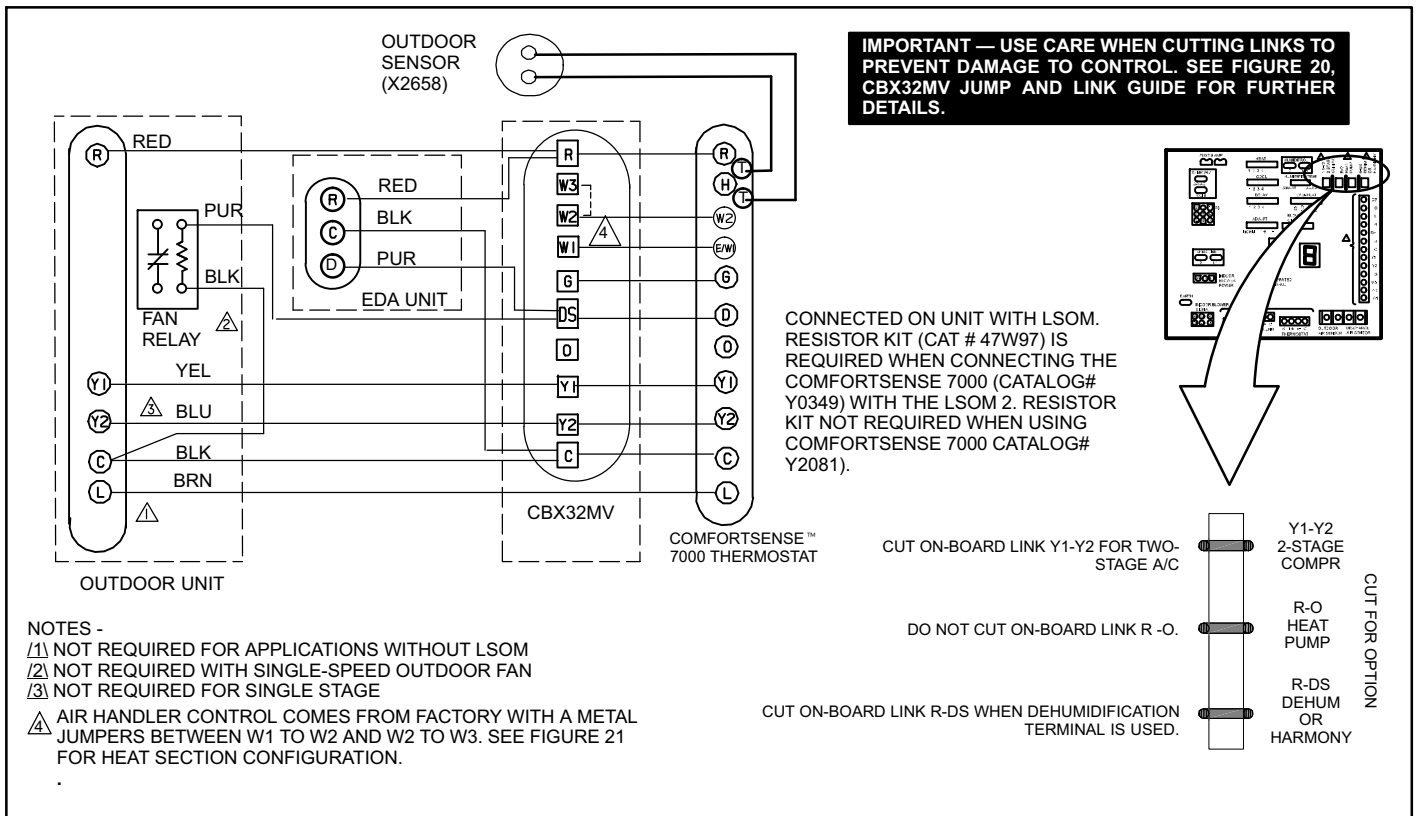 OUTDOOR
SENSOR
(X2658)
IMPORTANT — USE CARE WHEN CUTTING LINKS TO
PREVENT DAMAGE TO CONTROL. SEE FIGURE 20,
CBX32MV JUMP AND LINK GUIDE FOR FURTHER
DETAILS.
R
RED
PUR
BLK
FAN
RELAY
2
Y1
YEL
Y2
3
BLU
C
BLK
L
BRN
1
OUTDOOR UNIT
R
RED
C
BLK
D
PUR
EDA UNIT
R
W3
W2
W1
4
G
DS
O
Y1
Y2
C
CBX32MV
R
T
H
T
W2
E/W1
G
D
O
Y1
Y2
C
L
COMFORTSENSE™
7000 THERMOSTAT
CONNECTED ON UNIT WITH LSOM.
RESISTOR KIT (CAT # 47W97) IS
REQUIRED WHEN CONNECTING THE
COMFORTSENSE 7000 (CATALOG#
Y0349) WITH THE LSOM 2. RESISTOR
KIT NOT REQUIRED WHEN USING
COMFORTSENSE 7000 CATALOG#
Y2081).
CUT ON-BOARD LINK Y1-Y2 FOR TWO-
STAGE A/C
Y1-Y2
2-STAGE
COMPR
DO NOT CUT ON-BOARD LINK R -O.
R-O
HEAT
PUMP
CUT ON-BOARD LINK R-DS WHEN DEHUMIDIFICATION
TERMINAL IS USED.
R-DS
DEHUM
OR
HARMONY
CUT FOR OPTION
NOTES -
/1\ NOT REQUIRED FOR APPLICATIONS WITHOUT LSOM
/2\ NOT REQUIRED WITH SINGLE-SPEED OUTDOOR FAN
/3\ NOT REQUIRED FOR SINGLE STAGE
4 AIR HANDLER CONTROL COMES FROM FACTORY WITH A METAL
JUMPERS BETWEEN W1 TO W2 AND W2 TO W3. SEE FIGURE 21
FOR HEAT SECTION CONFIGURATION.
.